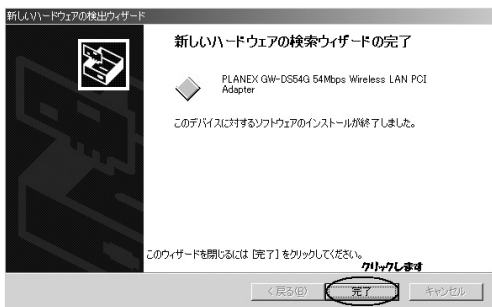 新しいハードウェアの検出ウィザード
新しいハードウェアの検索ウィザードの完了
PLANEX GW-DS54G 54Mbps Wireless LAN PCI
Adapter
このデバイスに対するソフトウェアのインストールが終了しました。
このウィザードを閉じるには [完了] をクリックしてください。
クリックします
< 戻る(B)
完了
キャンセル